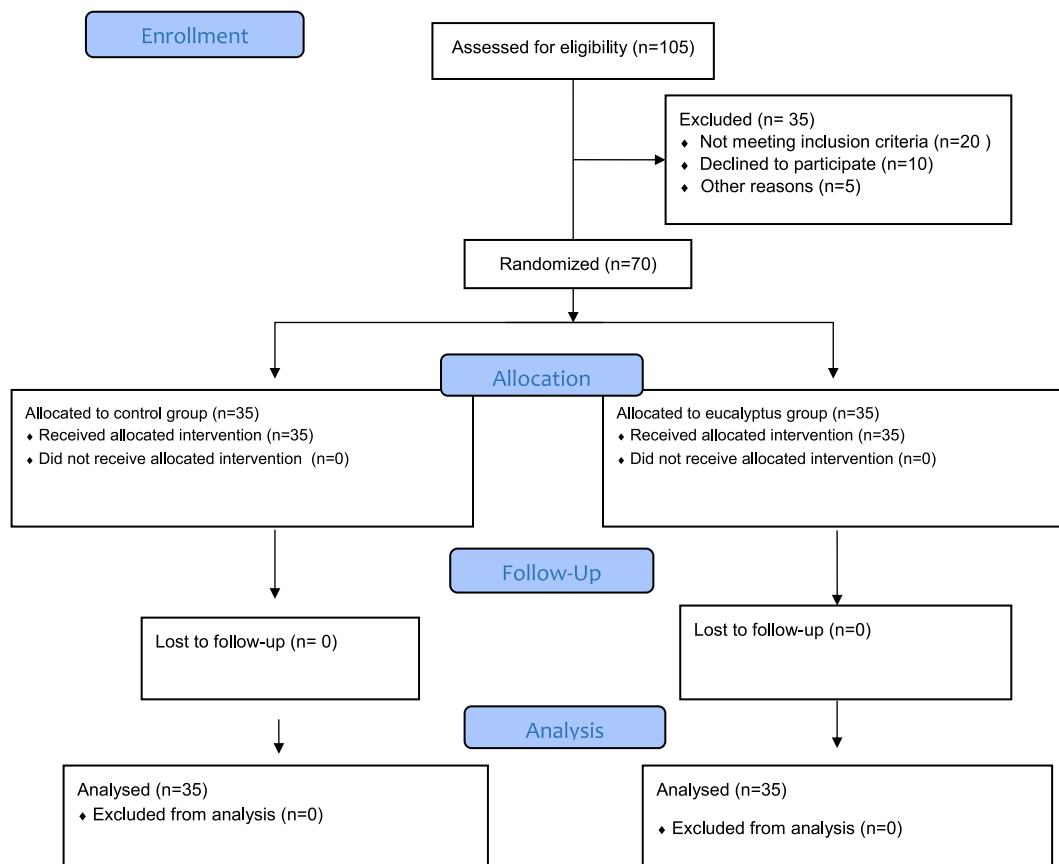 Enrollment
Assessed for eligibility (n=105)
Excluded (n= 35)
♦ Not meeting inclusion criteria (n=20 )
♦ Declined to participate (n=10)
♦ Other reasons (n=5)
Randomized (n=70)
Allocation
Allocated to control group (n=35)
♦ Received allocated intervention (n=35)
♦ Did not receive allocated intervention (n=0)
Allocated to eucalyptus group (n=35)
♦ Received allocated intervention (n=35)
♦ Did not receive allocated intervention (n=0)
Follow-Up
Lost to follow-up (n= 0)
Lost to follow-up (n=0)
Analysis
Analysed (n=35)
♦ Excluded from analysis (n=0)
Analysed (n=35)
♦ Excluded from analysis (n=0)